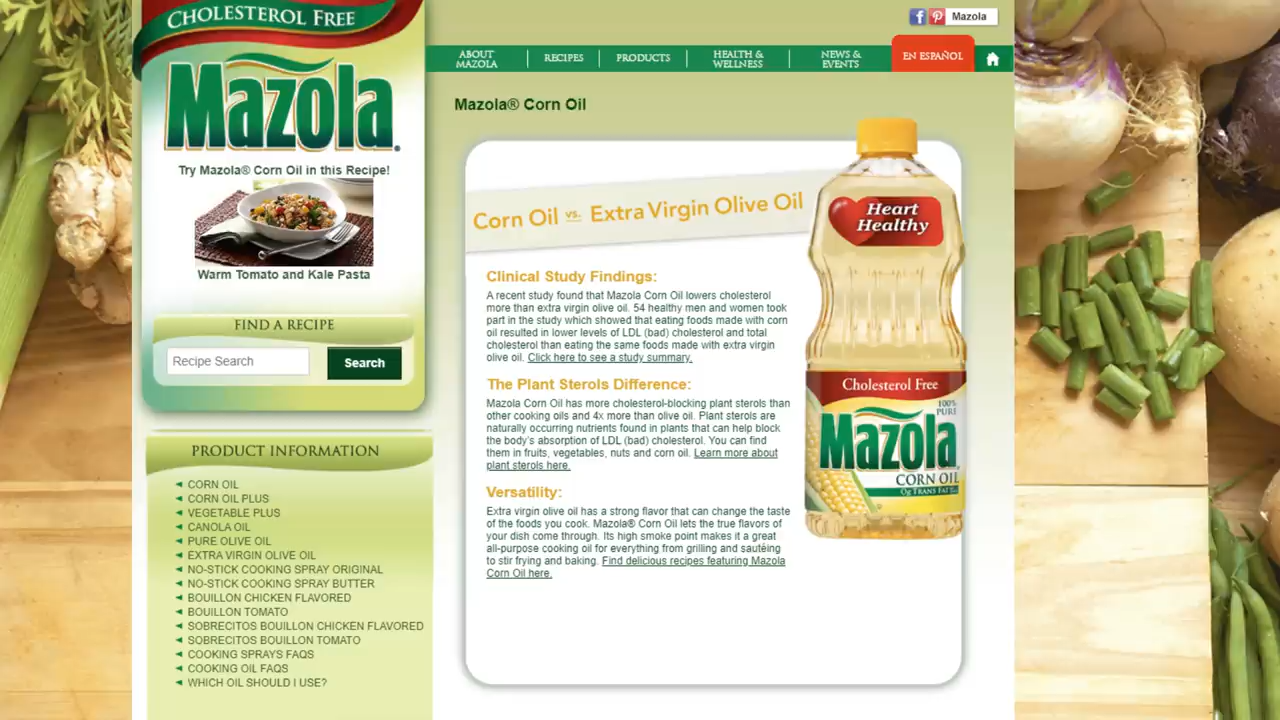 CHOLESTEROL FREE
Mazola®
Try Mazola® Corn Oil in this Recipe!
Warm Tomato and Kale Pasta
FIND A RECIPE
Recipe Search
Search
PRODUCT INFORMATION
CORN OIL
CORN OIL PLUS
VEGETABLE PLUS
CANOLA OIL
PURE OLIVE OIL
EXTRA VIRGIN OLIVE OIL
NO-STICK COOKING SPRAY ORIGINAL
NO-STICK COOKING SPRAY BUTTER
BOUILLON CHICKEN FLAVORED
BOUILLON TOMATO
SOBRECITOS BOUILLON CHICKEN FLAVORED
SOBRECITOS BOUILLON TOMATO
COOKING SPRAYS FAQS
COOKING OIL FAQS
WHICH OIL SHOULD I USE?
Mazola
ABOUT MAZOLA
RECIPES
PRODUCTS
HEALTH & WELLNESS
NEWS & EVENTS
EN ESPAÑOL
Mazola® Corn Oil
Corn Oil vs. Extra Virgin Olive Oil
Clinical Study Findings:
A recent study found that Mazola Corn Oil lowers cholesterol
more than extra virgin olive oil. 54 healthy men and women took
part in the study which showed that eating foods made with corn
oil resulted in lower levels of LDL (bad) cholesterol and total
cholesterol than eating the same foods made with extra virgin
olive oil. Click here to see a study summary.
The Plant Sterols Difference:
Mazola Corn Oil has more cholesterol-blocking plant sterols than
other cooking oils and 4x more than olive oil. Plant sterols are
naturally occurring nutrients found in plants that can help block
the body's absorption of LDL (bad) cholesterol. You can find
them in fruits, vegetables, nuts and corn oil. Learn more about
plant sterols here.
Versatility:
Extra virgin olive oil has a strong flavor that can change the taste
of the foods you cook. Mazola® Corn Oil lets the true flavors of
your dish come through. Its high smoke point makes it a great
all-purpose cooking oil for everything from grilling and sautéing
to stir frying and baking. Find delicious recipes featuring Mazola
Corn Oil here.
Heart
Healthy
Cholesterol Free
100%
PURE
Mazola
CORN OIL
0g TRANS FAT